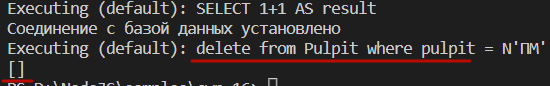 Executing (default): SELECT 1+1 AS result
Соединение с базой данных установлено
Executing (default): delete from Pulpit where pulpit = N'ПМ'
[]